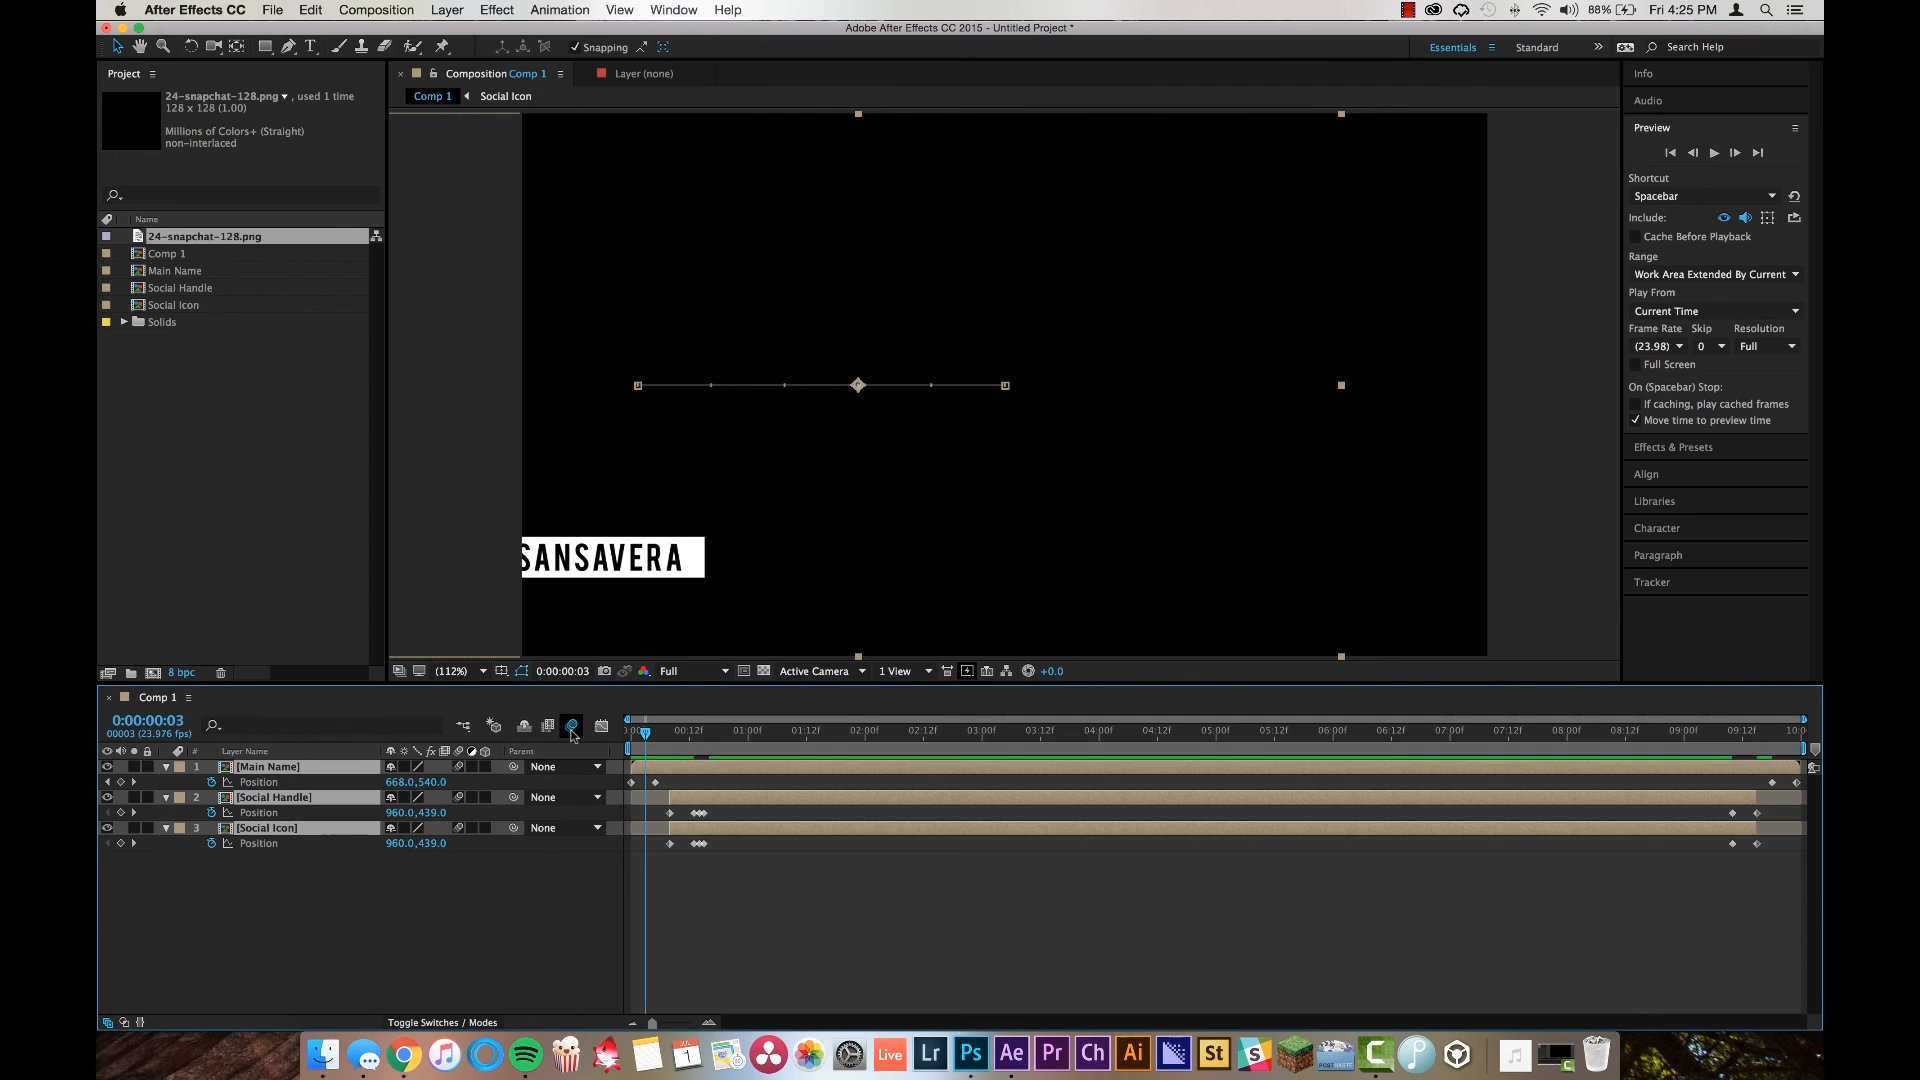 After Effects CC File Edit Composition Layer Effect Animation View Window Help
88% Fri 4:25 PM
Adobe After Effects CC 2015 - Untitled Project *
Snapping
Essentials Standard Search Help
Project
Composition Comp 1
Layer (none)
Comp 1 Social Icon
24-snapchat-128.png , used 1 time
128 x 128 (1.00)
Millions of Colors+ (Straight)
non-interlaced
Name
24-snapchat-128.png
Comp 1
Main Name
Social Handle
Social Icon
Solids
8 bpc
SANSAVERA
(112%) 0:00:00:03 Full Active Camera 1 View +0.0
Info
Audio
Preview
Shortcut
Spacebar
Include:
Cache Before Playback
Range
Work Area Extended By Current
Play From
Current Time
Frame Rate Skip Resolution
(23.98) 0 Full
Full Screen
On (Spacebar) Stop:
If caching, play cached frames
Move time to preview time
Effects & Presets
Align
Libraries
Character
Paragraph
Tracker
Comp 1
0:00:00:03
00003 (23.976 fps)
00:12f 01:00f 01:12f 02:00f 02:12f 03:00f 03:12f 04:00f 04:12f 05:00f 05:12f 06:00f 06:12f 07:00f 07:12f 08:00f 08:12f 09:00f 09:12f
# Layer Name Parent
1 [Main Name] None
Position 668.0,540.0
2 [Social Handle] None
Position 960.0,439.0
3 [Social Icon] None
Position 960.0,439.0
Toggle Switches / Modes
1 Live Lr Ps Ae Pr Ch Ai St
POST HASTE